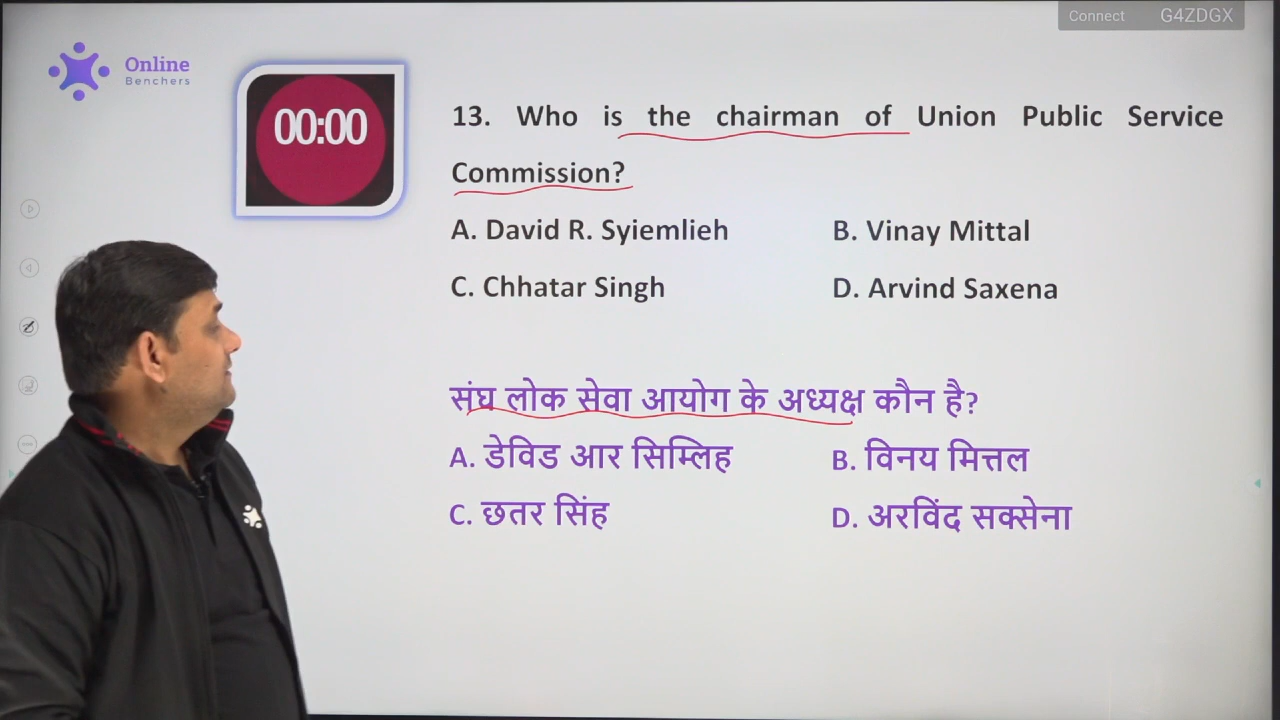 Connect G4ZDGX
Online
Benchers
00:00
13. Who is the chairman of Union Public Service
Commission?
A. David R. Syiemlieh B. Vinay Mittal
C. Chhatar Singh D. Arvind Saxena
संघ लोक सेवा आयोग के अध्यक्ष कौन है?
A. डेविड आर सिम्लिह B. विनय मित्तल
C. छतर सिंह D. अरविंद सक्सेना